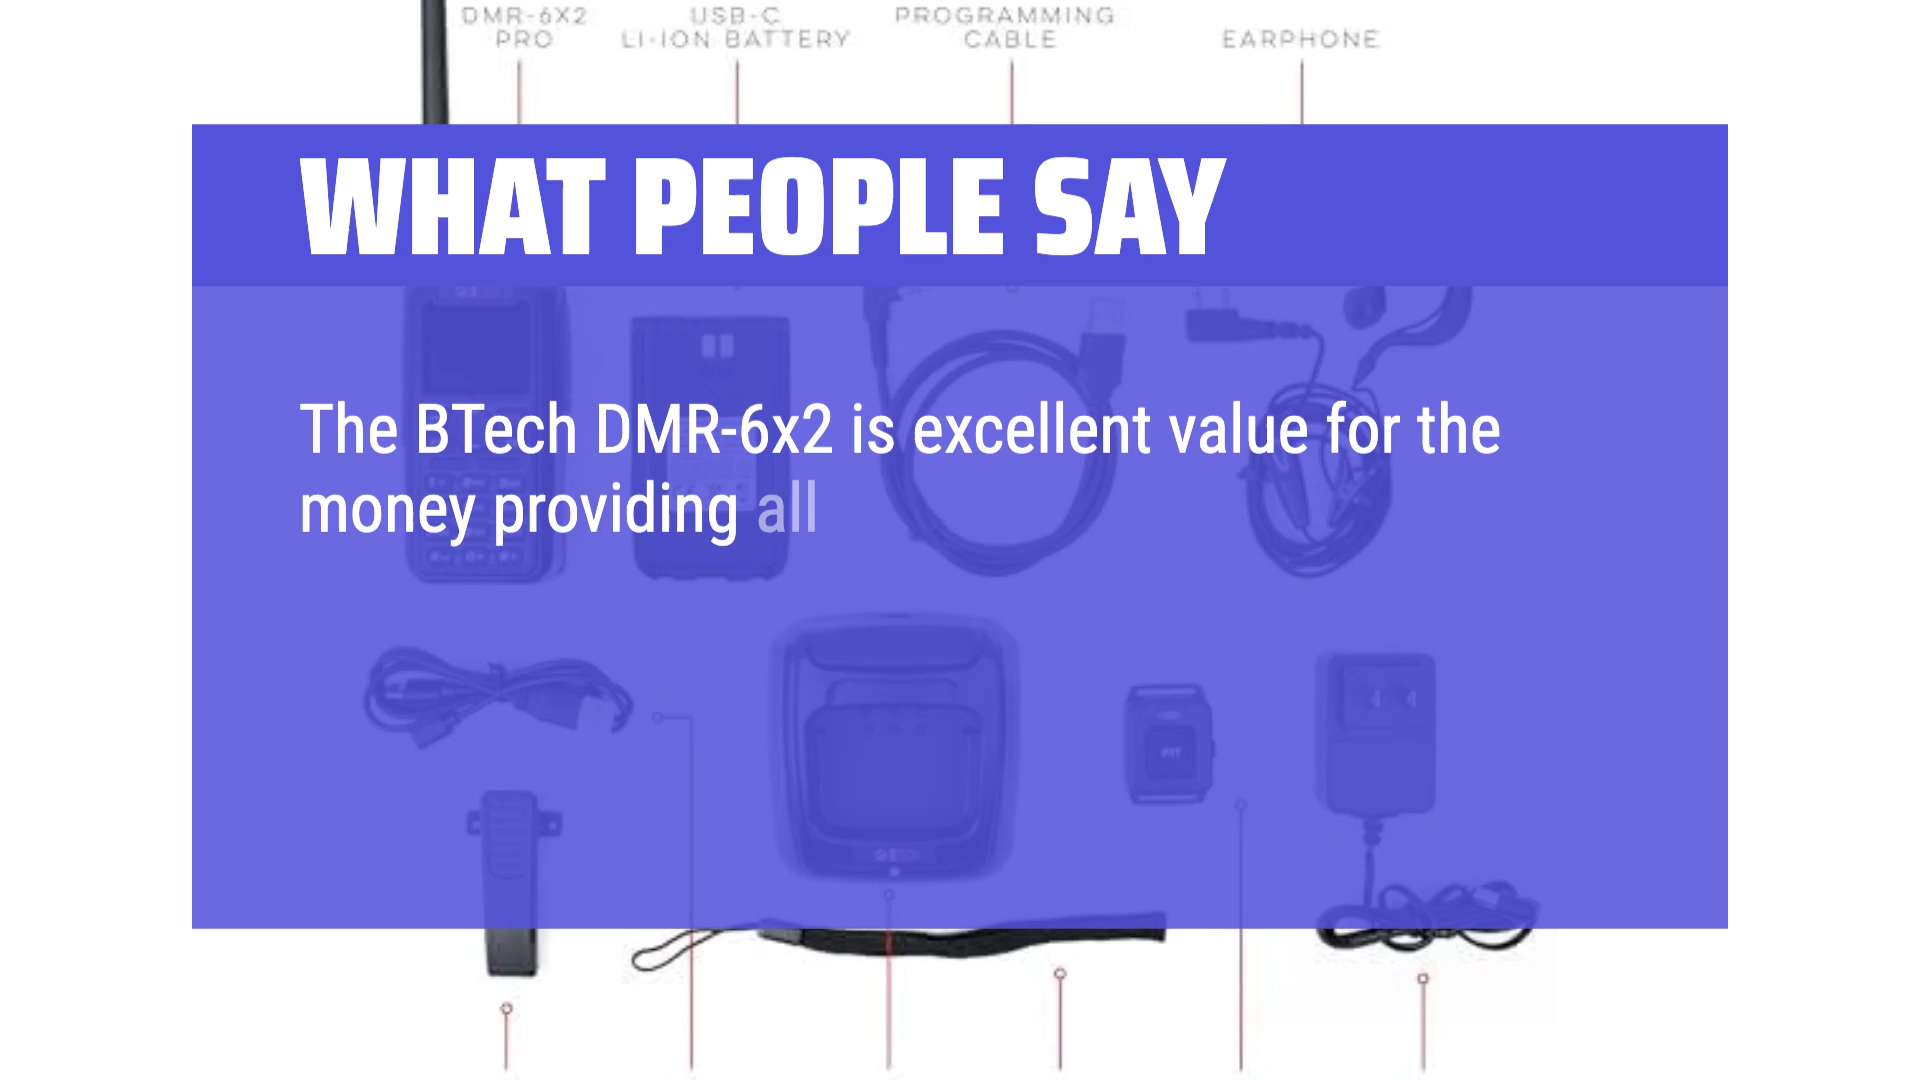 DMR-6X2
PRO
USB-C
LI-ION BATTERY
PROGRAMMING
CABLE
EARPHONE
WHAT PEOPLE SAY
The BTech DMR-6x2 is excellent value for the
money providing all
PTT